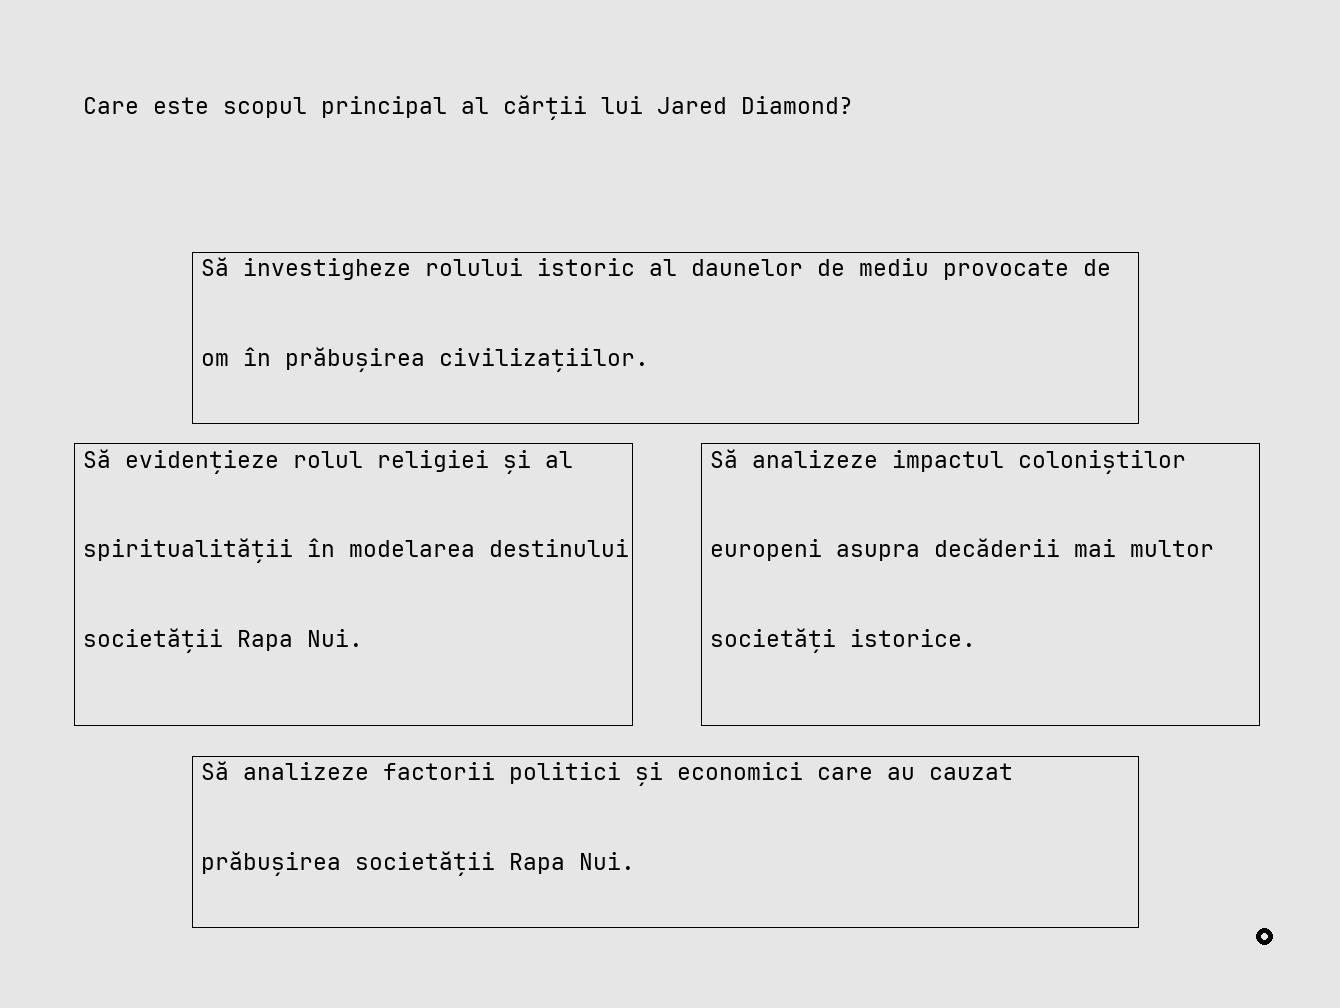 Care este scopul principal al cărții lui Jared Diamond?
Să investigheze rolului istoric al daunelor de mediu provocate de
om în prăbușirea civilizațiilor.
Să evidențieze rolul religiei și al
spiritualității în modelarea destinului
societății Rapa Nui.
Să analizeze impactul coloniștilor
europeni asupra decăderii mai multor
societăți istorice.
Să analizeze factorii politici și economici care au cauzat
prăbușirea societății Rapa Nui.